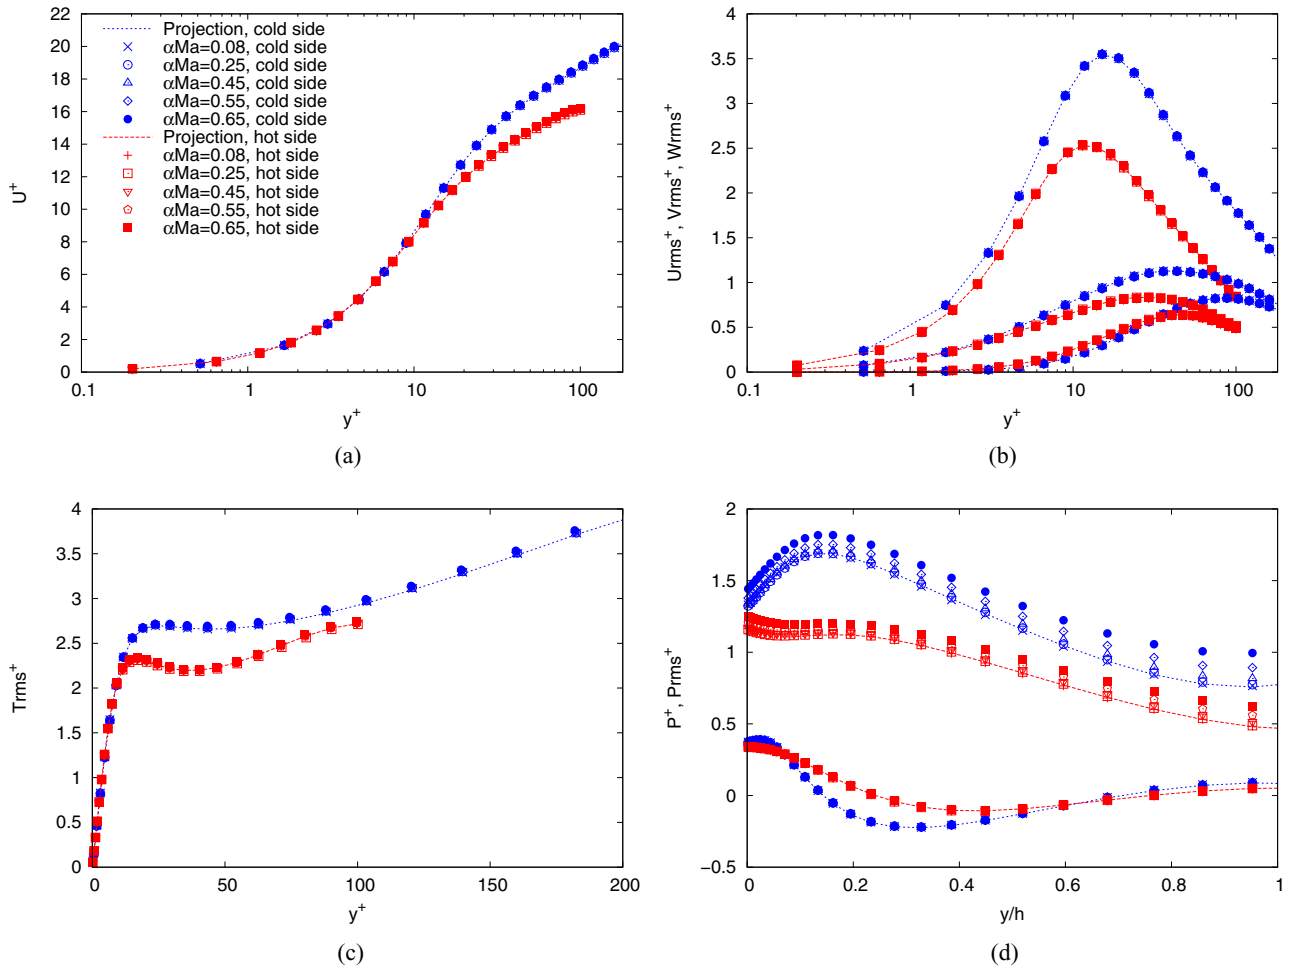 20
18
16
14
12
10
8
6
4
2
0
0.1
1
10
100
U+
y+
Projection, cold side
αMa=0.08, cold side
αMa=0.25, cold side
αMa=0.45, cold side
αMa=0.55, cold side
αMa=0.65, cold side
Projection, hot side
αMa=0.08, hot side
αMa=0.25, hot side
αMa=0.45, hot side
αMa=0.55, hot side
αMa=0.65, hot side
22
(a)
4
3.5
3
2.5
2
1.5
1
0.5
0
0.1
1
10
100
Urms+, Vrms+, Wrms+
y+
(b)
4
3.5
3
2.5
2
1.5
1
0.5
0
0
50
100
150
200
Trms+
y+
(c)
2
1.5
1
0.5
0
−0.5
0
0.2
0.4
0.6
0.8
1
P+, Prms+
y/h
(d)